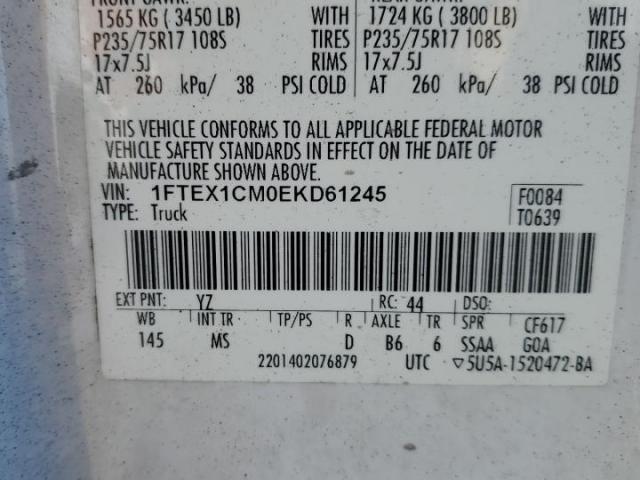 1565 KG ( 3450 LB) WITH 1724 KG ( 3800 LB) WITH
P235/75R17 108S TIRES P235/75R17 108S TIRES
17x7.5J RIMS 17x7.5J RIMS
AT 260 kPa/ 38 PSI COLD AT 260 kPa/ 38 PSI COLD
THIS VEHICLE CONFORMS TO ALL APPLICABLE FEDERAL MOTOR
VEHICLE SAFETY STANDARDS IN EFFECT ON THE DATE OF
MANUFACTURE SHOWN ABOVE.
VIN: 1FTEX1CM0EKD61245 F0084
TYPE: Truck T0639
EXT PNT: YZ RC: 44 DSO:
WB INT TR TP/PS R AXLE TR SPR CF617
145 MS D B6 6 SSAA GOA
2201402076879 UTC ▽5U5A-1520472-BA